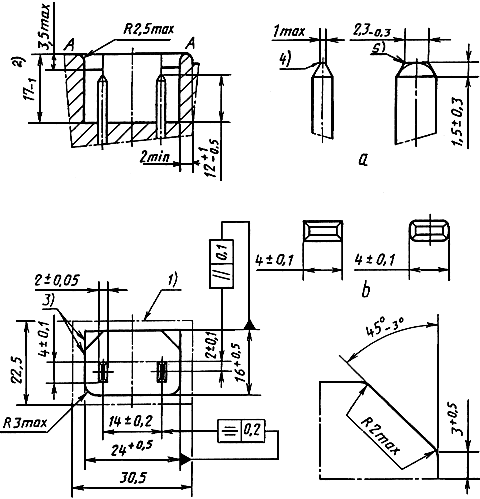 3,5max
A
R2,5max
A
2)
17-1
2min
12+1-0,5
1max
4)
2,3-0,3
5)
1,5±0,3
a
4±0,1
4±0,1
b
2±0,05
1)
3)
4±0,1
22,5
R3max
14±0,2
24+0,5
30,5
// 0,1
2±0,1
16+0,5
0,2
45°-3°
R2max
3+0,5